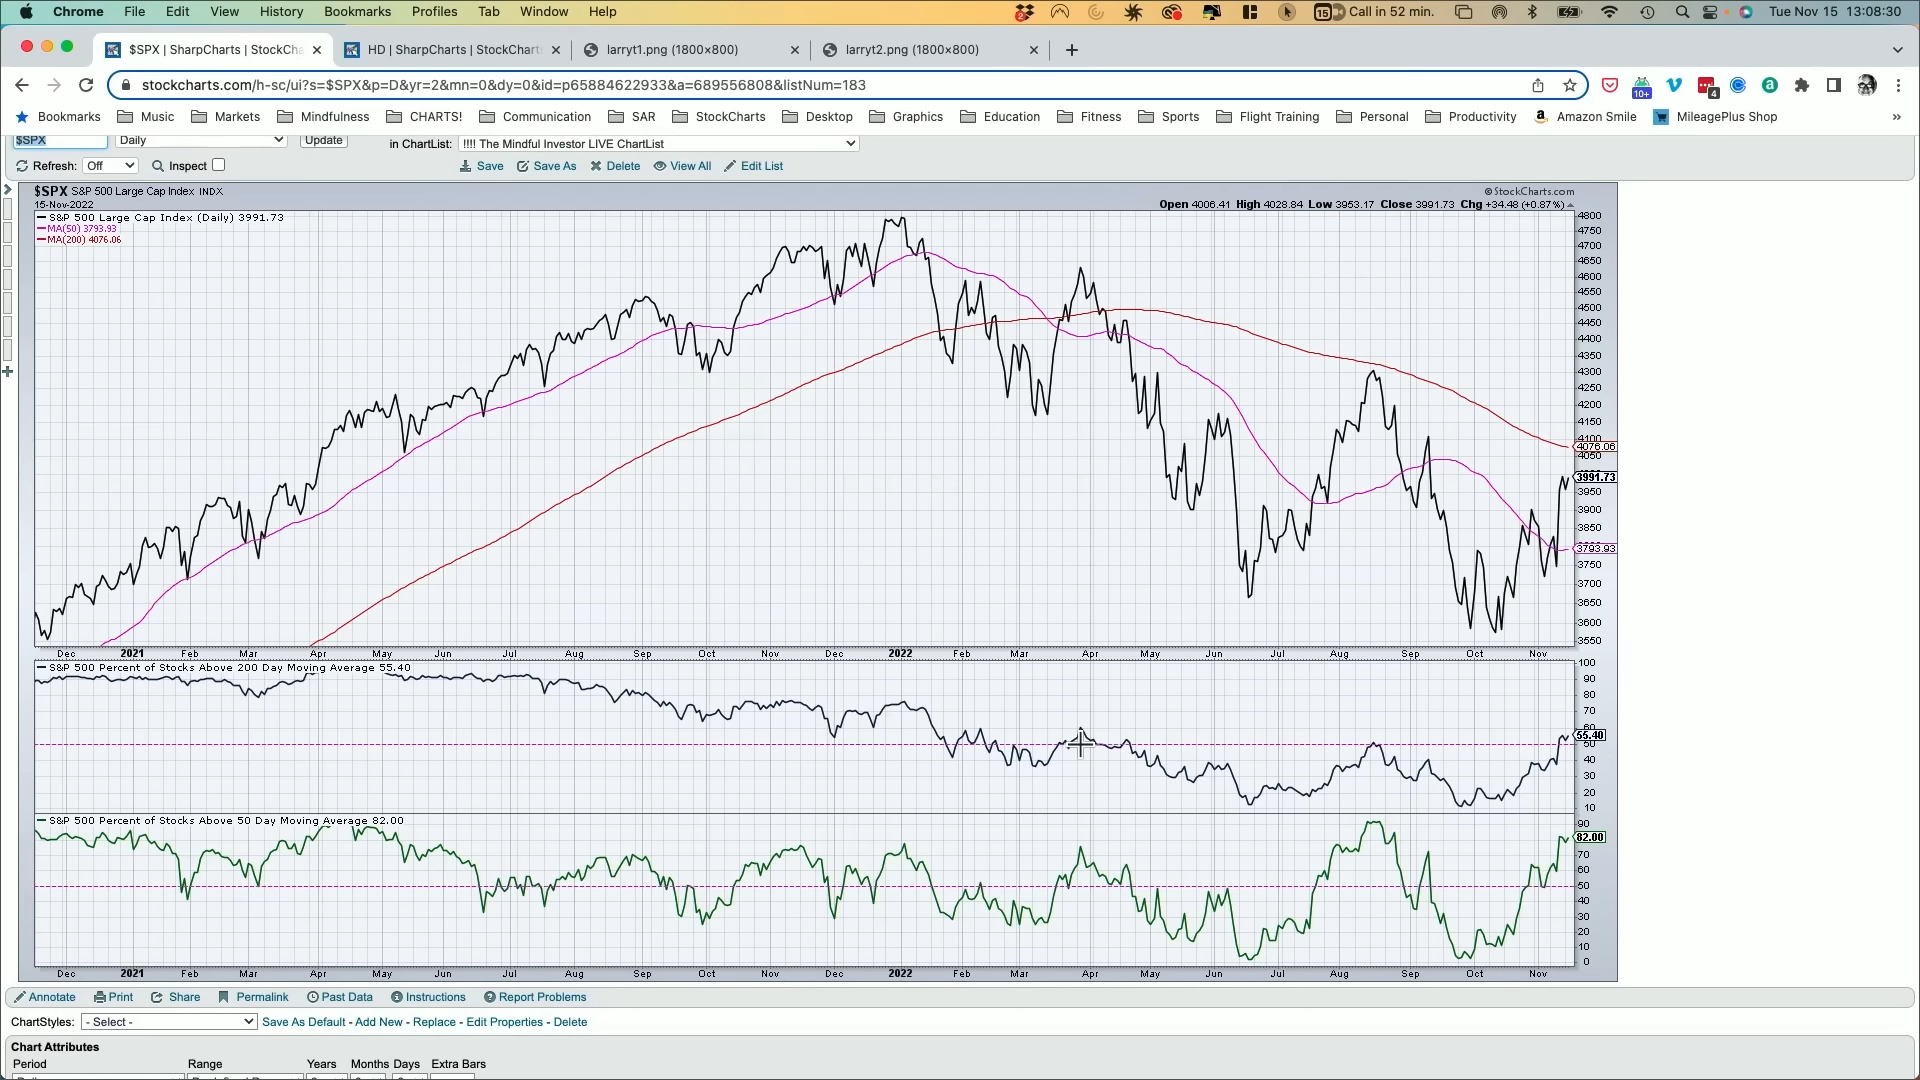 Chrome File Edit View History Bookmarks Profiles Tab Window Help 2 15 Call in 52 min. Tue Nov 15 13:08:30
$SPX | SharpCharts | StockCha HD | SharpCharts | StockChart larryt1.png (1800×800) larryt2.png (1800×800)
stockcharts.com/h-sc/ui?s=$SPX&p=D&yr=2&mn=0&dy=0&id=p65884622933&a=689556808&listNum=183 10+ 4
Bookmarks Music Markets Mindfulness CHARTS! Communication SAR StockCharts Desktop Graphics Education Fitness Sports Flight Training Personal Productivity Amazon Smile MileagePlus Shop »
$SPX Daily Update in ChartList: !!!! The Mindful Investor LIVE ChartList
Refresh: Off Inspect Save Save As Delete View All Edit List
$SPX S&P 500 Large Cap Index INDX © StockCharts.com
15-Nov-2022 Open 4006.41 High 4028.84 Low 3953.17 Close 3991.73 Chg +34.48 (+0.87%)
S&P 500 Large Cap Index (Daily) 3991.73
MA(50) 3793.93
MA(200) 4076.06
4800
4750
4700
4650
4600
4550
4500
4450
4400
4350
4300
4250
4200
4150
4100
4076.06
4050
3991.73
3950
3900
3850
3793.93
3750
3700
3650
3600
3550
Dec 2021 Feb Mar Apr May Jun Jul Aug Sep Oct Nov Dec 2022 Feb Mar Apr May Jun Jul Aug Sep Oct Nov
S&P 500 Percent of Stocks Above 200 Day Moving Average 55.40
100
90
80
70
60
55.40
50
40
30
20
10
S&P 500 Percent of Stocks Above 50 Day Moving Average 82.00
90
82.00
70
60
50
40
30
20
10
0
Dec 2021 Feb Mar Apr May Jun Jul Aug Sep Oct Nov Dec 2022 Feb Mar Apr May Jun Jul Aug Sep Oct Nov
Annotate Print Share Permalink Past Data Instructions Report Problems
ChartStyles: - Select - Save As Default - Add New - Replace - Edit Properties - Delete
Chart Attributes
Period Range Years Months Days Extra Bars